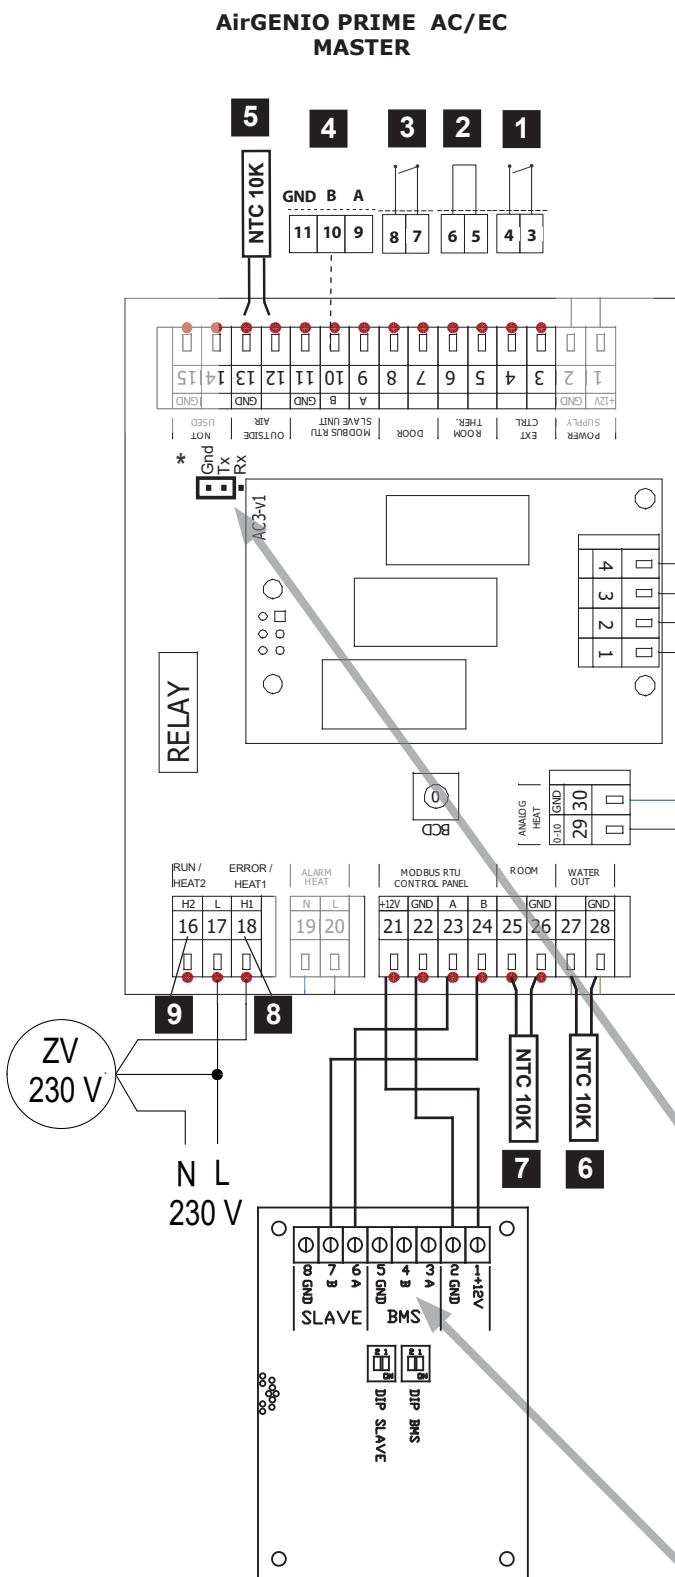 AirGENIO PRIME AC/EC
MASTER
5 4 3 2 1
NTC 10K
GND B A
11 10 9 8 7 6 5 4 3
15 14 13 12 11 10 9 8 7 6 5 4 3 2 1
GND GND GND B A GND +12V
NOT USED
OUTSIDE AIR
MODBUS RTU SLAVE UNIT
DOOR
ROOM THER.
EXT CTRL
POWER SUPPLY
*
Gnd
Tx
Rx
AC3-v1
4
3
2
1
RELAY
0
BCD
ANALOG HEAT
0-10 GND
29 30
RUN / HEAT2
ERROR / HEAT1
ALARM HEAT
MODBUS RTU
CONTROL PANEL
ROOM
WATER OUT
H2 L H1 N L +12V GND A B GND GND
16 17 18 19 20 21 22 23 24 25 26 27 28
9 8
ZV
230 V
NTC 10K
NTC 10K
7 6
N L
230 V
8 GND
7 B
6 A
5 GND
4 B
3 A
2 GND
1 +12V
SLAVE BMS
2 1
ON
2 1
ON
DIP SLAVE
DIP BMS